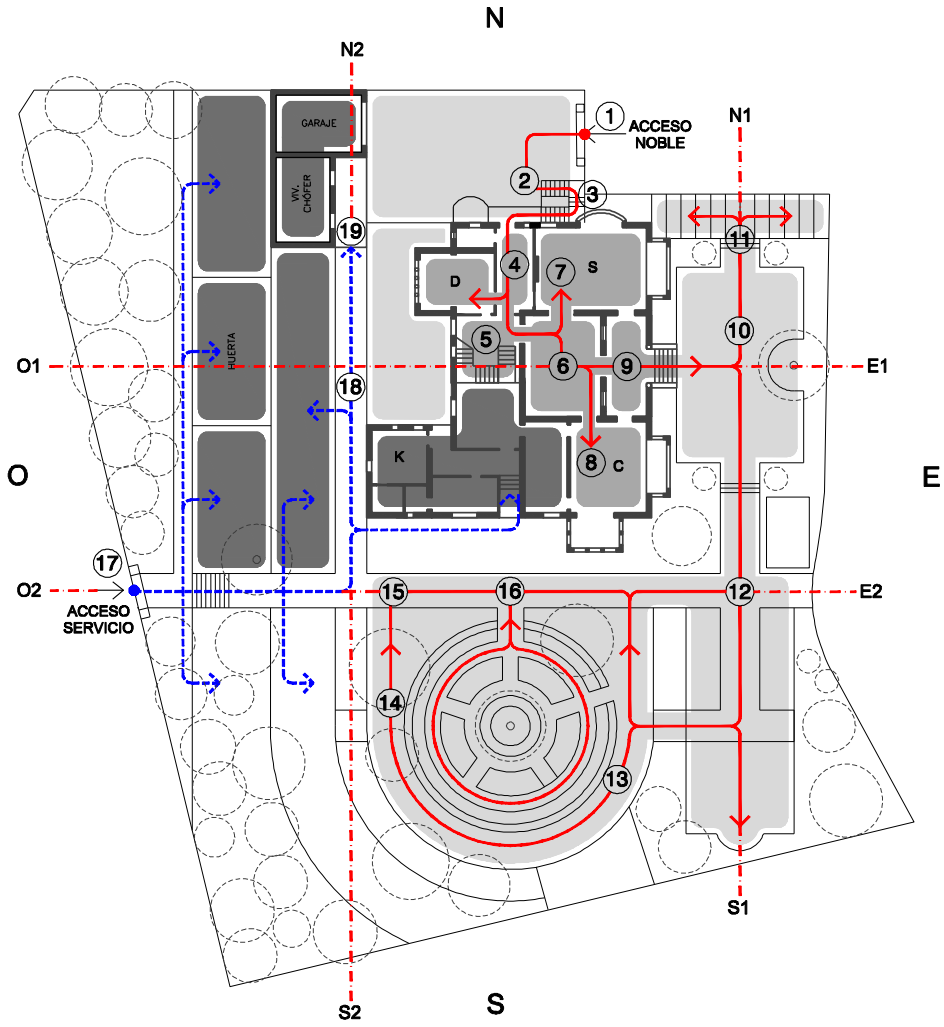 N
N2
N1
1
ACCESO
NOBLE
GARAJE
VIV.
CHÓFER
2
3
19
11
4
7
S
D
5
10
O1
HUERTA
18
6
9
E1
O
K
8
C
E
17
O2
ACCESO
SERVICIO
15
16
12
E2
14
13
S1
S2
S